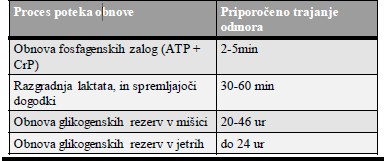 Proces poteka obnove Priporočeno trajanje
odmora
Obnova fosfagenskih zalog (ATP + 2-5min
CrP)
Razgradnja laktata, in spremljajoči 30-60 min
dogodki
Obnova glikogenskih rezerv v mišici 20-46 ur
Obnova glikogenskih rezerv v jetrih do 24 ur